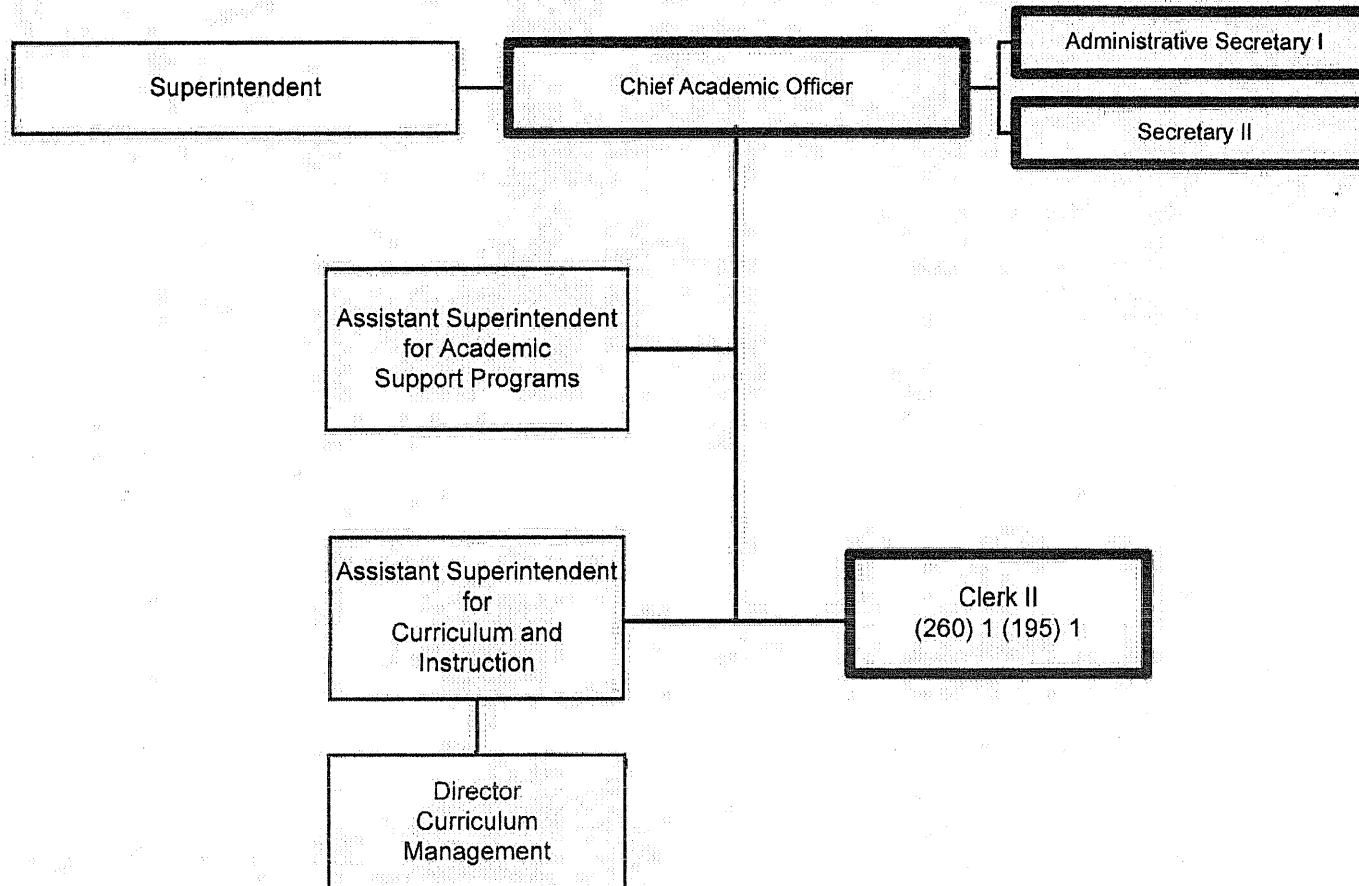 Superintendent
Chief Academic Officer
Administrative Secretary I
Secretary II
Assistant Superintendent
for Academic
Support Programs
Assistant Superintendent
for
Curriculum and
Instruction
Clerk II
(260) 1 (195) 1
Director
Curriculum
Management